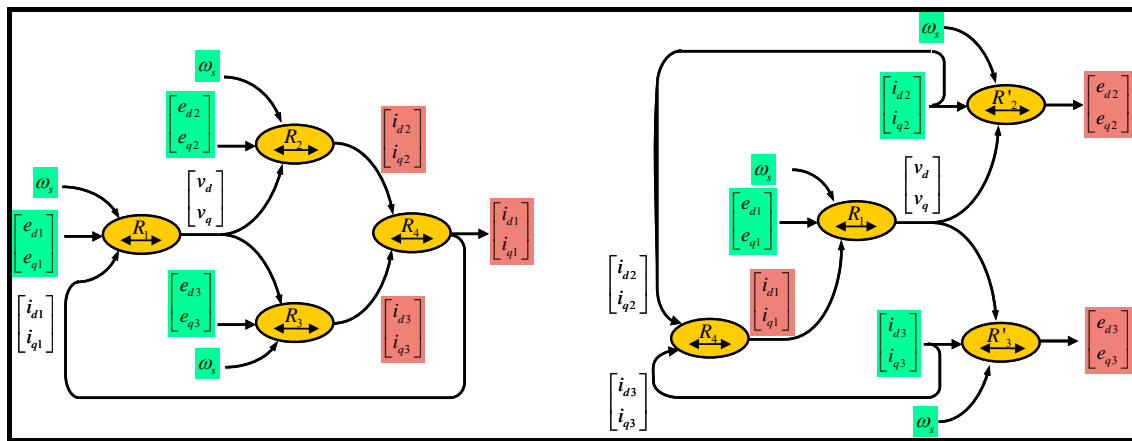 ω_s
[e_d2
e_q2]
R_2
[i_d2
i_q2]
ω_s
[v_d
v_q]
[e_d1
e_q1]
R_1
R_4
[i_d1
i_q1]
[i_d1
i_q1]
[e_d3
e_q3]
R_3
[i_d3
i_q3]
ω_s
ω_s
[i_d2
i_q2]
R'_2
[e_d2
e_q2]
ω_s
[v_d
v_q]
[e_d1
e_q1]
R_1
[i_d2
i_q2]
[i_d1
i_q1]
R_4
[i_d3
i_q3]
R'_3
[e_d3
e_q3]
[i_d3
i_q3]
ω_s